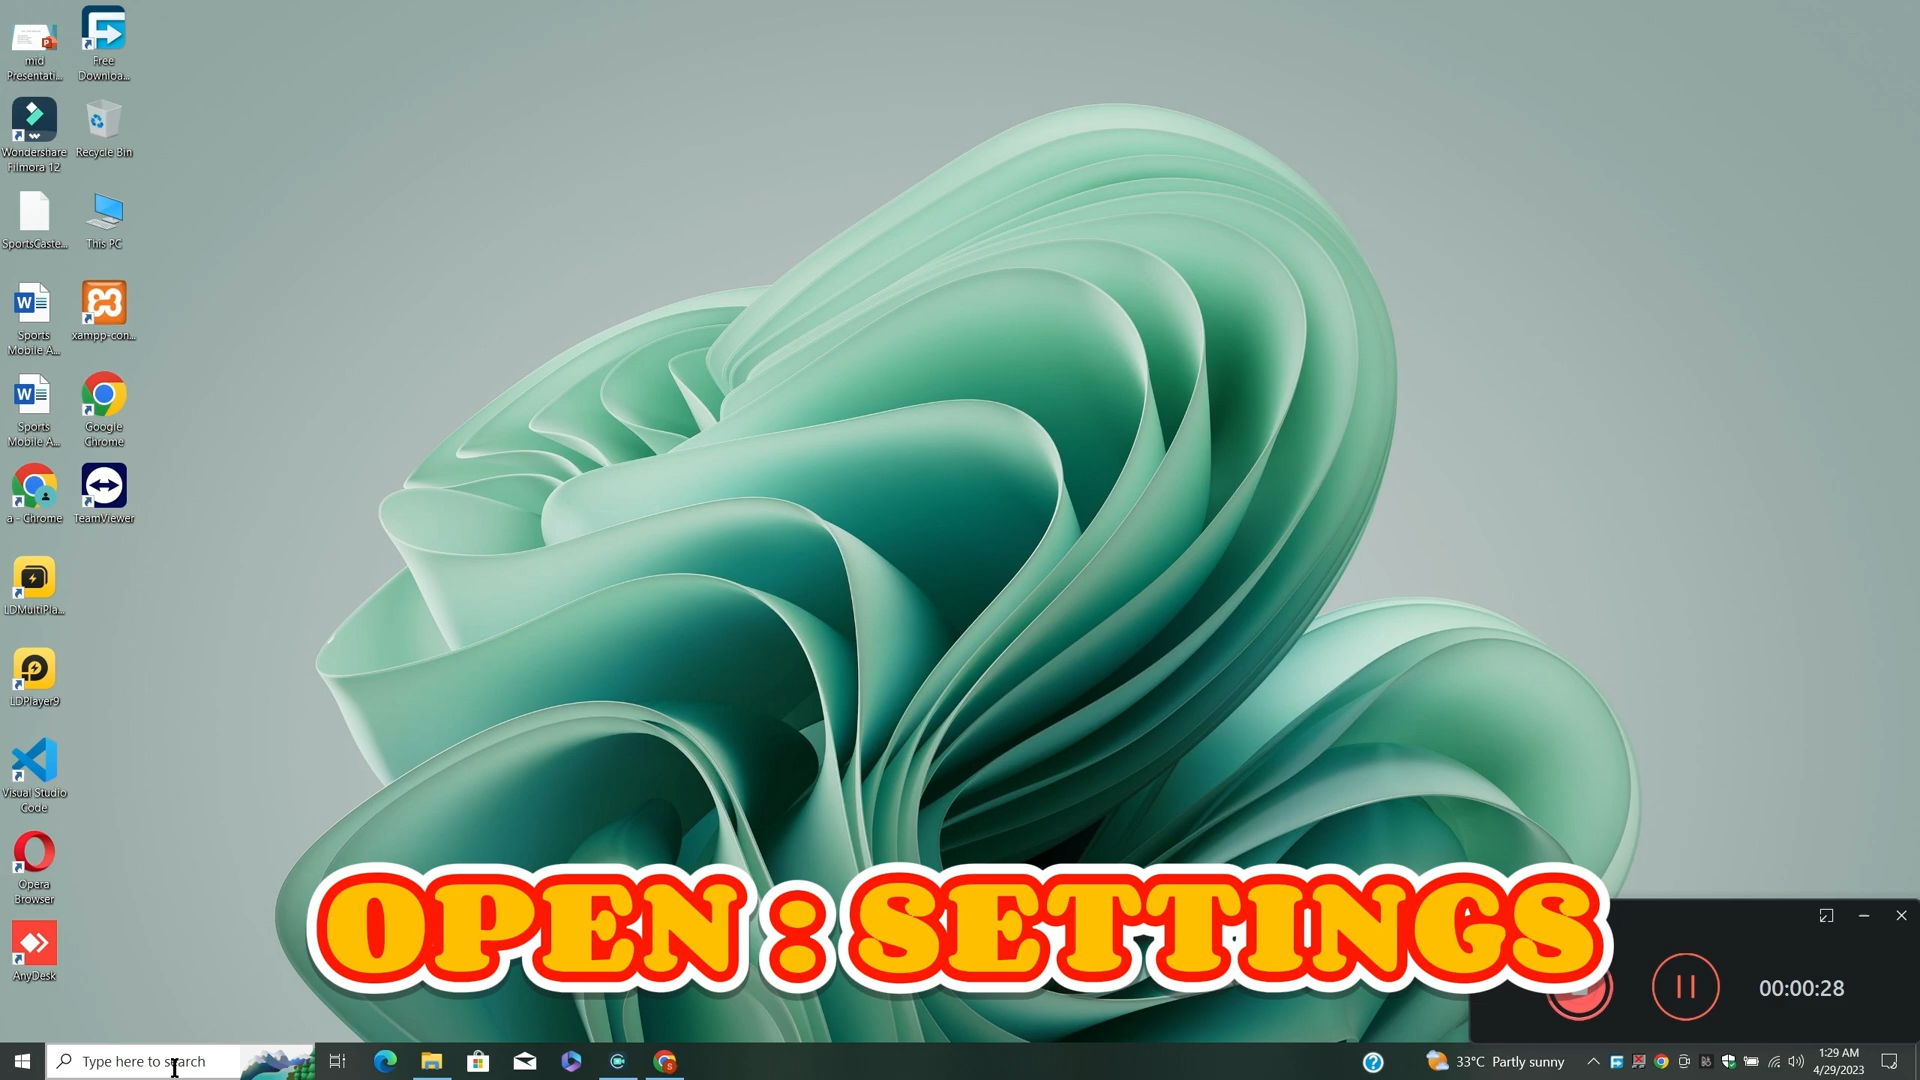 mid
Presentati...
Free
Downloa...
Wondershare
Filmora 12
Recycle Bin
SportsCaste...
This PC
Sports
Mobile A...
xampp-con...
Sports
Mobile A...
Google
Chrome
a - Chrome
TeamViewer
LDMultiPla...
LDPlayer9
Visual Studio
Code
Opera
Browser
AnyDesk
OPEN : SETTINGS
00:00:28
Type here to search
33°C Partly sunny
1:29 AM
4/29/2023